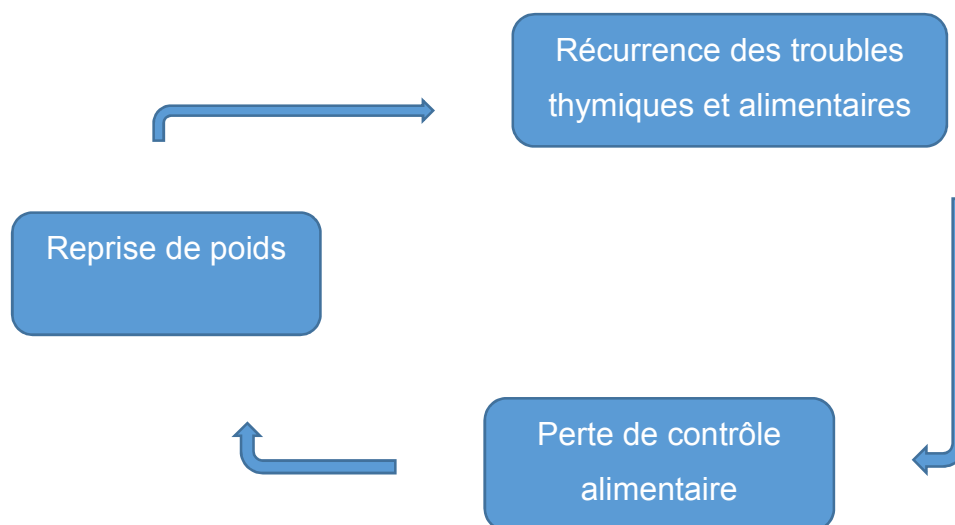 Récurrence des troubles
thymiques et alimentaires
Reprise de poids
Perte de contrôle
alimentaire